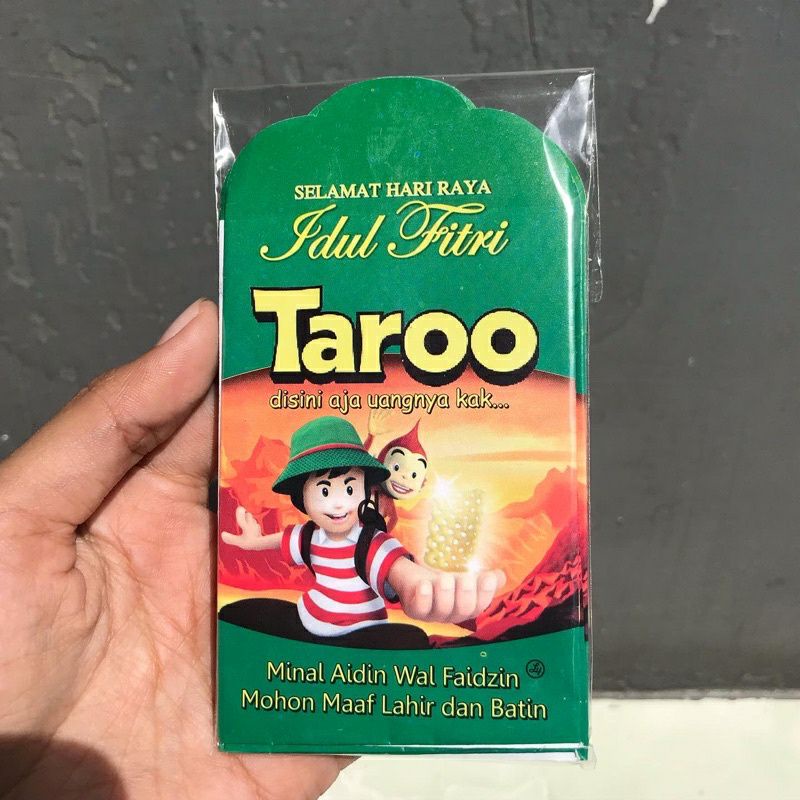 SELAMAT HARI RAYA
Idul Fitri
Taroo
disini aja uangnya kak...
Minal Aidin Wal Faidzin
Mohon Maaf Lahir dan Batin